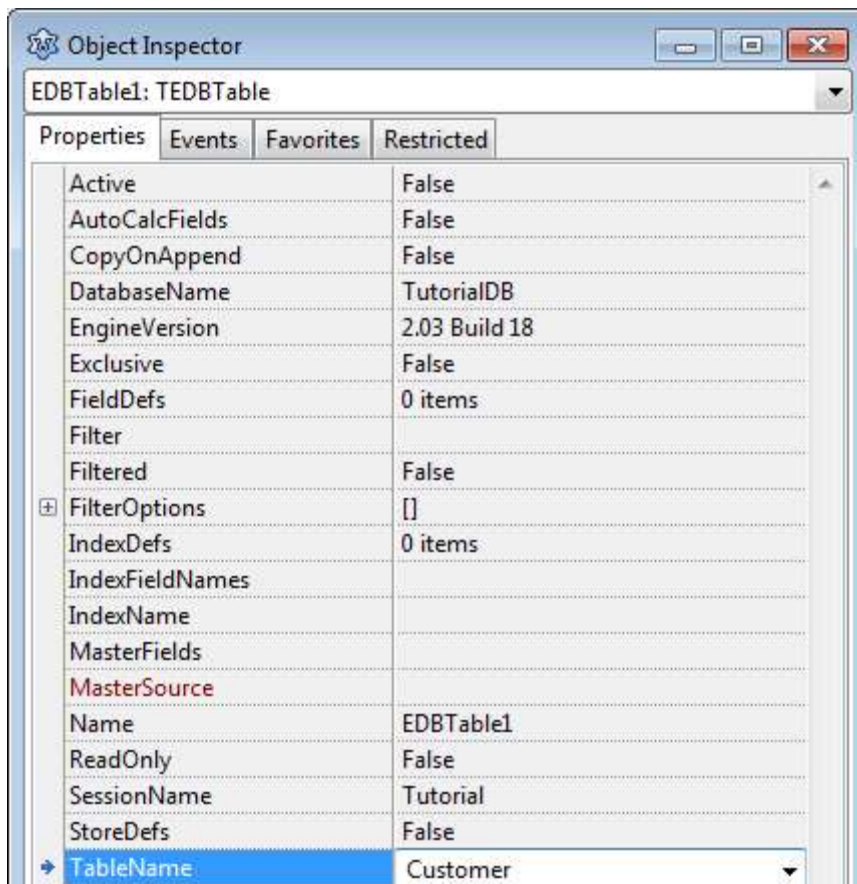 Object Inspector
EDBTable1: TEDBTable
Properties Events Favorites Restricted
Active False
AutoCalcFields False
CopyOnAppend False
DatabaseName TutorialDB
EngineVersion 2.03 Build 18
Exclusive False
FieldDefs 0 items
Filter
Filtered False
FilterOptions []
IndexDefs 0 items
IndexFieldNames
IndexName
MasterFields
MasterSource
Name EDBTable1
ReadOnly False
SessionName Tutorial
StoreDefs False
TableName Customer